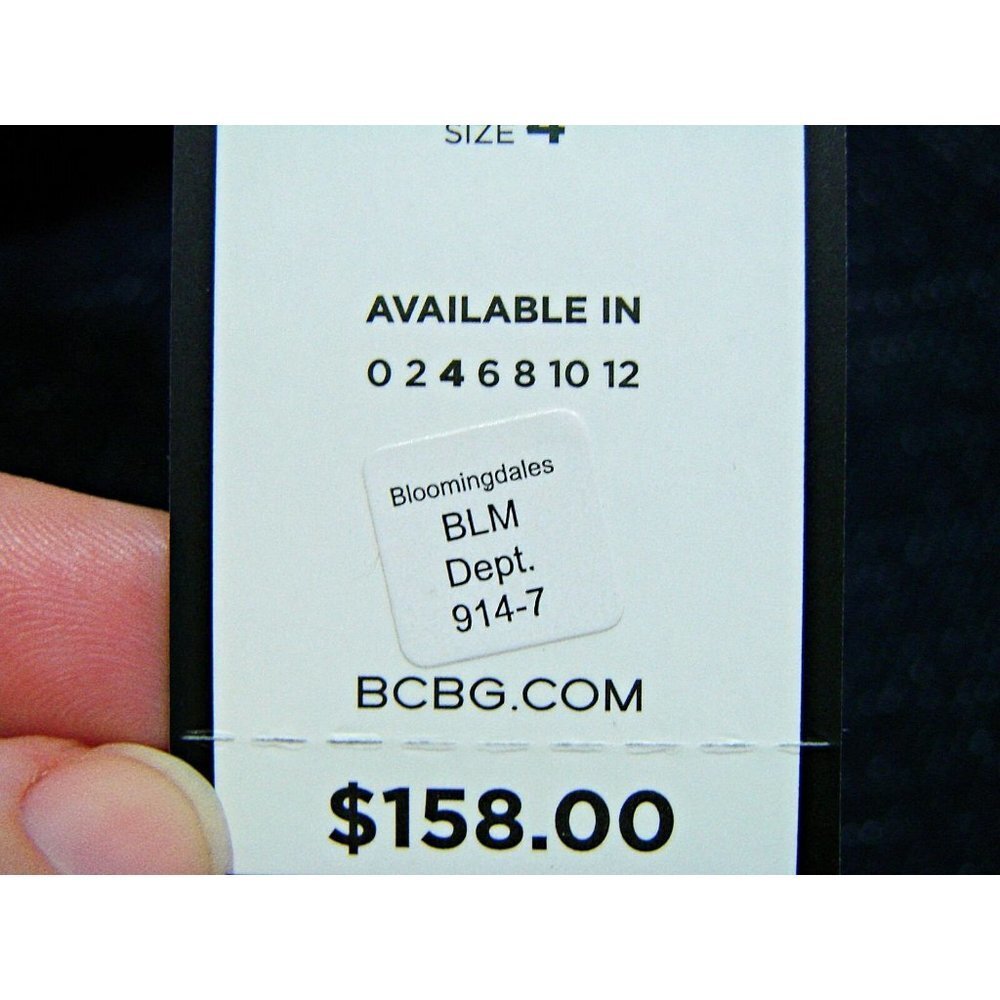 SIZE 4
AVAILABLE IN
0 2 4 6 8 10 12
Bloomingdales
BLM
Dept.
914-7
BCBG.COM
$158.00